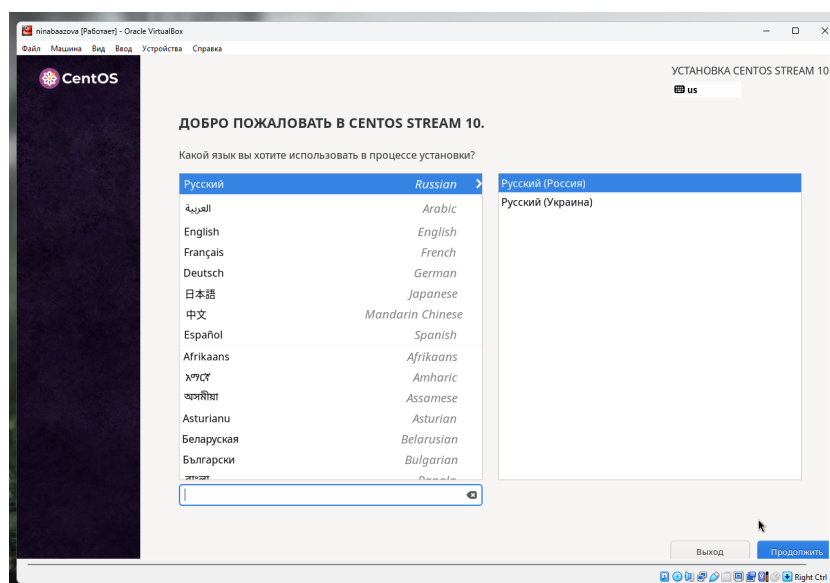 ninabaazova [Работает] - Oracle VirtualBox
Файл Машина Вид Ввод Устройства Справка
CentOS
УСТАНОВКА CENTOS STREAM 10
us
ДОБРО ПОЖАЛОВАТЬ В CENTOS STREAM 10.
Какой язык вы хотите использовать в процессе установки?
Русский Russian
Русский (Россия)
العربية Arabic
Русский (Украина)
English English
Français French
Deutsch German
日本語 Japanese
中文 Mandarin Chinese
Español Spanish
Afrikaans Afrikaans
አማርኛ Amharic
অসমীয়া Assamese
Asturianu Asturian
Беларуская Belarusian
Български Bulgarian
বাংলা Bangla
Выход
Продолжить
Right Ctrl